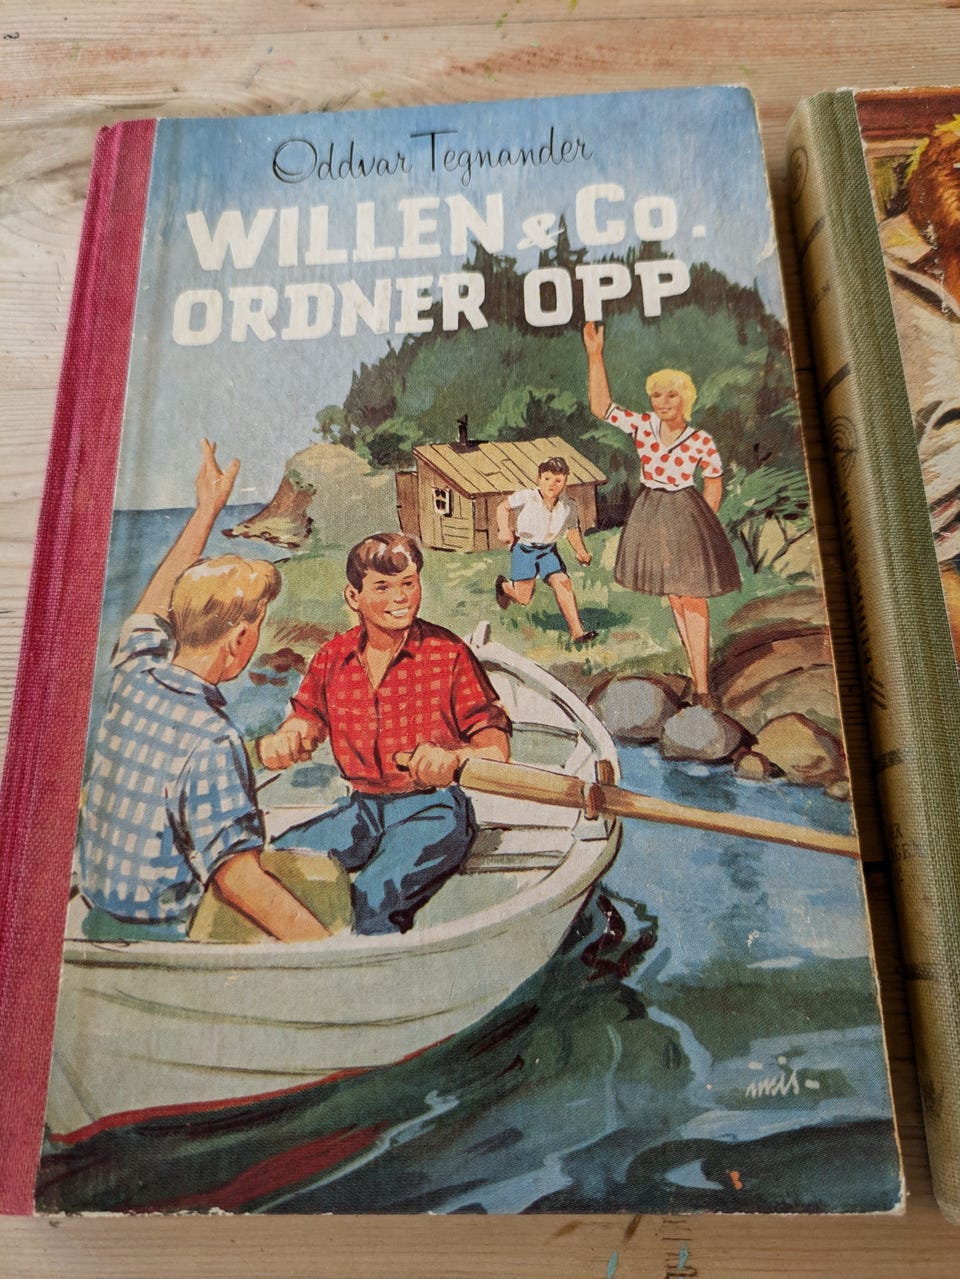 Oddvar Tegnander
WILLEN & Co.
ORDNER OPP